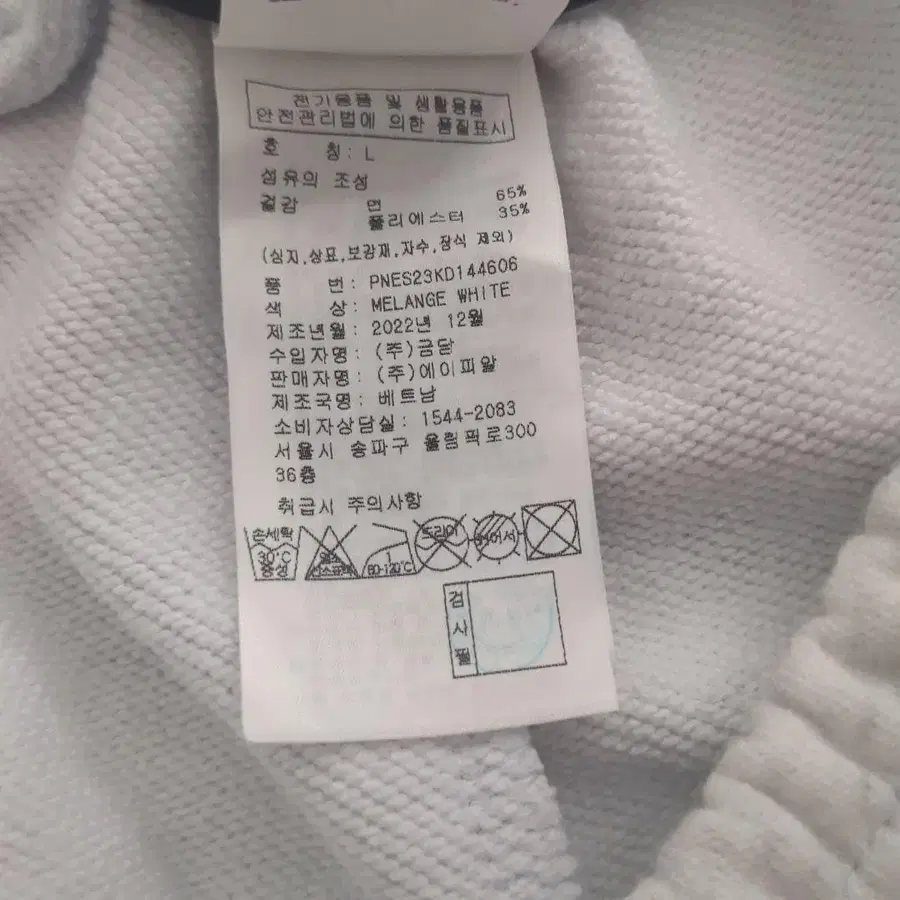 전기용품 및 생활용품
안전관리법에 의한 품질표시
호 칭: L
섬유의 조성
겉감 면 65%
폴리에스터 35%
(심지,상표,보강재,자수,장식 제외)
품 번: PNES23KD144606
색 상: MELANGE WHITE
제조년월: 2022년 12월
수입자명: (주)금담
판매자명: (주)에이피알
제조국명: 베트남
소비자상담실: 1544-2083
서울시 송파구 올림픽로300
36층
취급시 주의사항
손세탁 30°C 중성
염소 산소표백
80-120°C
드라이
검사필